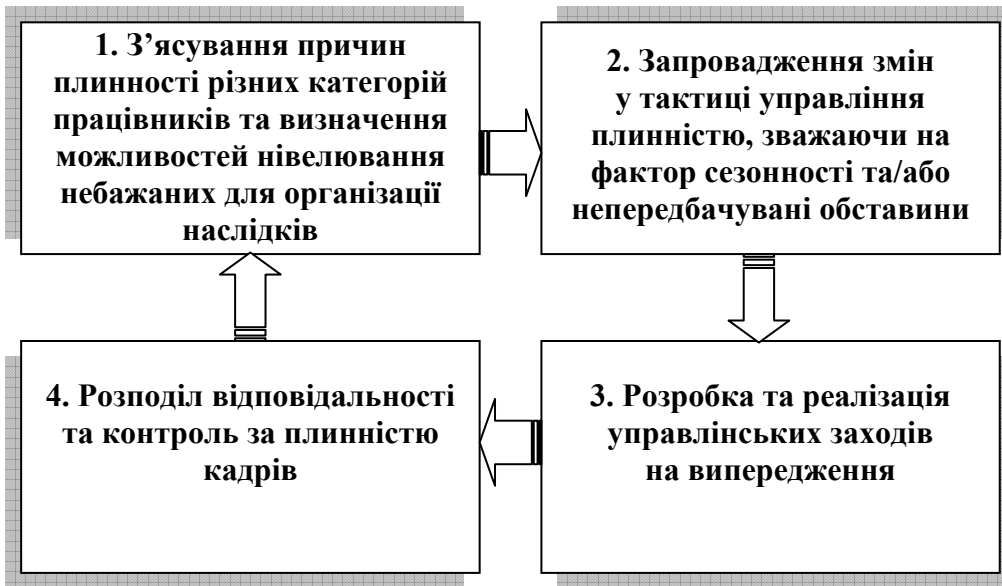 1. З’ясування причин
плинності різних категорій
працівників та визначення
можливостей нівелювання
небажаних для організації
наслідків
2. Запровадження змін
у тактиці управління
плинністю, зважаючи на
фактор сезонності та/або
непередбачувані обставини
3. Розробка та реалізація
управлінських заходів
на випередження
4. Розподіл відповідальності
та контроль за плинністю
кадрів